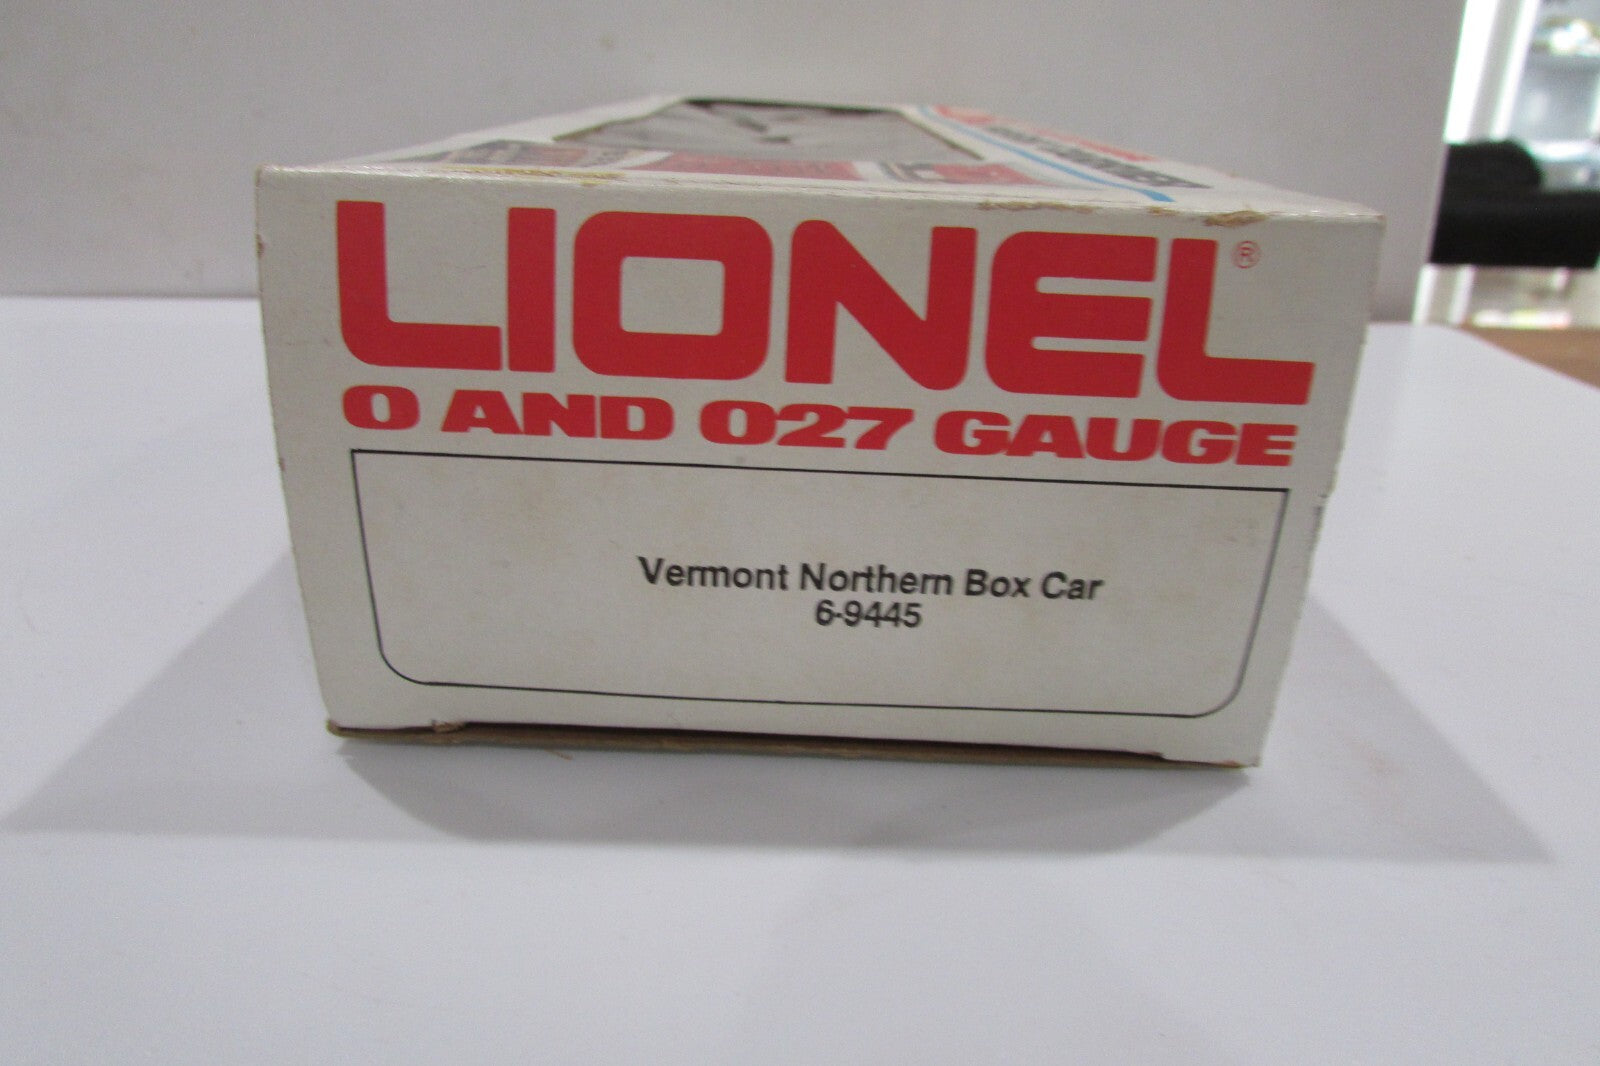 LIONEL®
O AND O27 GAUGE
Vermont Northern Box Car
6-9445